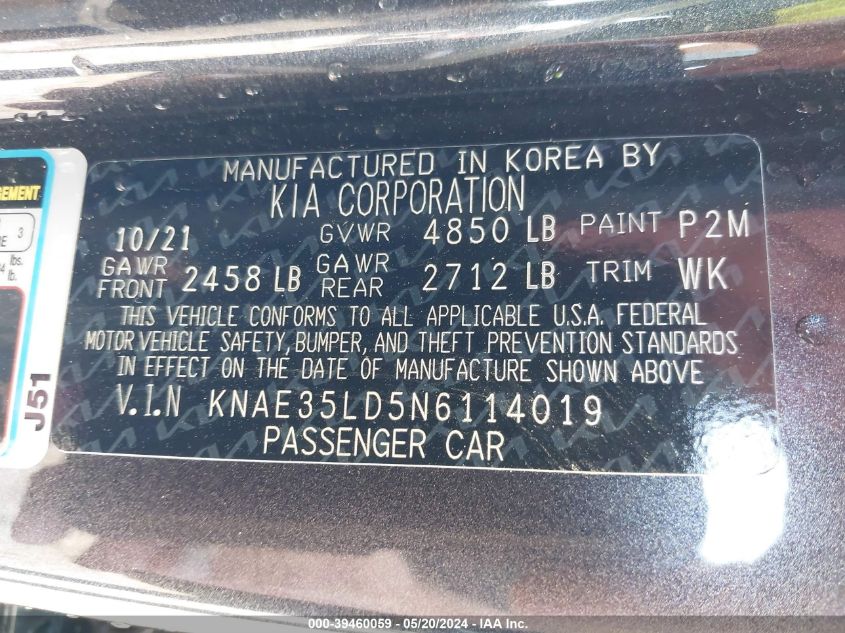 MANUFACTURED IN KOREA BY
KIA CORPORATION
10/21 GVWR 4850 LB PAINT P2M
GAWR FRONT 2458 LB GAWR REAR 2712 LB TRIM WK
THIS VEHICLE CONFORMS TO ALL APPLICABLE U.S.A. FEDERAL
MOTOR VEHICLE SAFETY, BUMPER, AND THEFT PREVENTION STANDARDS
IN EFFECT ON THE DATE OF MANUFACTURE SHOWN ABOVE
V.I.N KNAE35LD5N6114019
PASSENGER CAR
3
lbs.
lb.
J51
000-39460059 - 05/20/2024 - IAA, Inc.